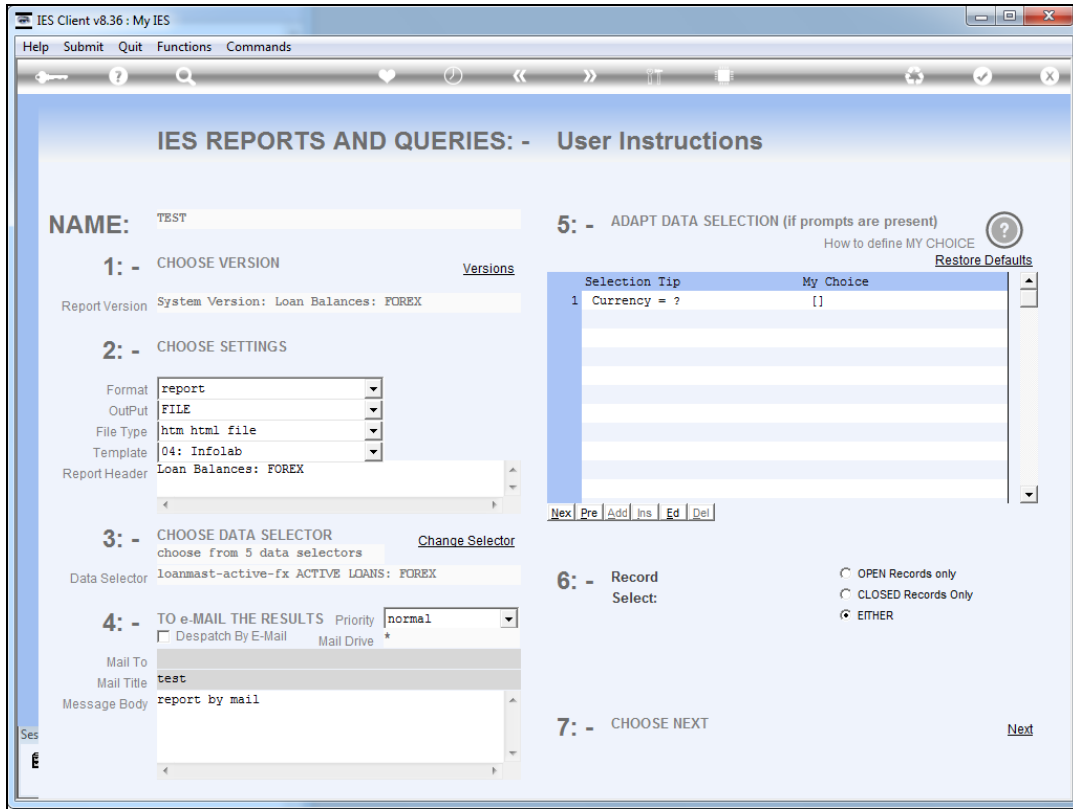 IES Client v8.36 : My IES
Help Submit Quit Functions Commands
IES REPORTS AND QUERIES: - User Instructions
NAME: TEST
1: - CHOOSE VERSION Versions
Report Version System Version: Loan Balances: FOREX
2: - CHOOSE SETTINGS
Format report
OutPut FILE
File Type htm html file
Template 04: Infolab
Report Header Loan Balances: FOREX
3: - CHOOSE DATA SELECTOR Change Selector
choose from 5 data selectors
Data Selector loanmast-active-fx ACTIVE LOANS: FOREX
4: - TO e-MAIL THE RESULTS Priority normal
Despatch By E-Mail Mail Drive *
Mail To
Mail Title test
Message Body report by mail
5: - ADAPT DATA SELECTION (if prompts are present)
How to define MY CHOICE ?
Restore Defaults
Selection Tip My Choice
1 Currency = ? []
Nex Pre Add Ins Ed Del
6: - Record Select:
OPEN Records only
CLOSED Records Only
EITHER
7: - CHOOSE NEXT Next
Ses